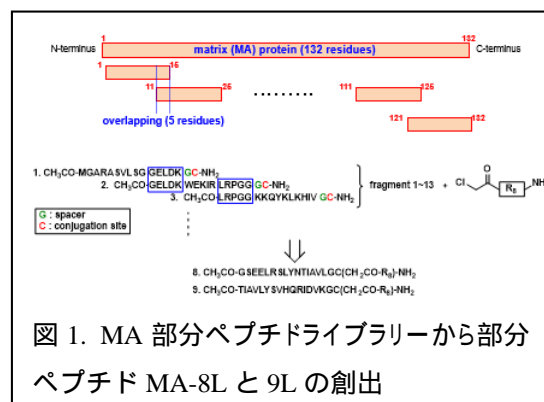 1 132
N-terminus matrix (MA) protein (132 residues) C-terminus
1 16
11 26 ......... 111 126
121 132
overlapping (5 residues)
1. CH3CO-MGARASVLSGGELDKGC-NH2
2. CH3CO-GELDKWEKIRLRPGGGC-NH2
3. CH3CO-LRPGGKKQYKLKHIVGC-NH2
fragment 1~13 + Cl O R8 NH2
G : spacer
C : conjugation site
8. CH3CO-GSEELRSLYNTIAVLGC(CH2CO-R8)-NH2
9. CH3CO-TIAVLYSVHQRIDVKGC(CH2CO-R8)-NH2
図 1. MA 部分ペプチドライブラリーから部分
ペプチド MA-8L と 9L の創出